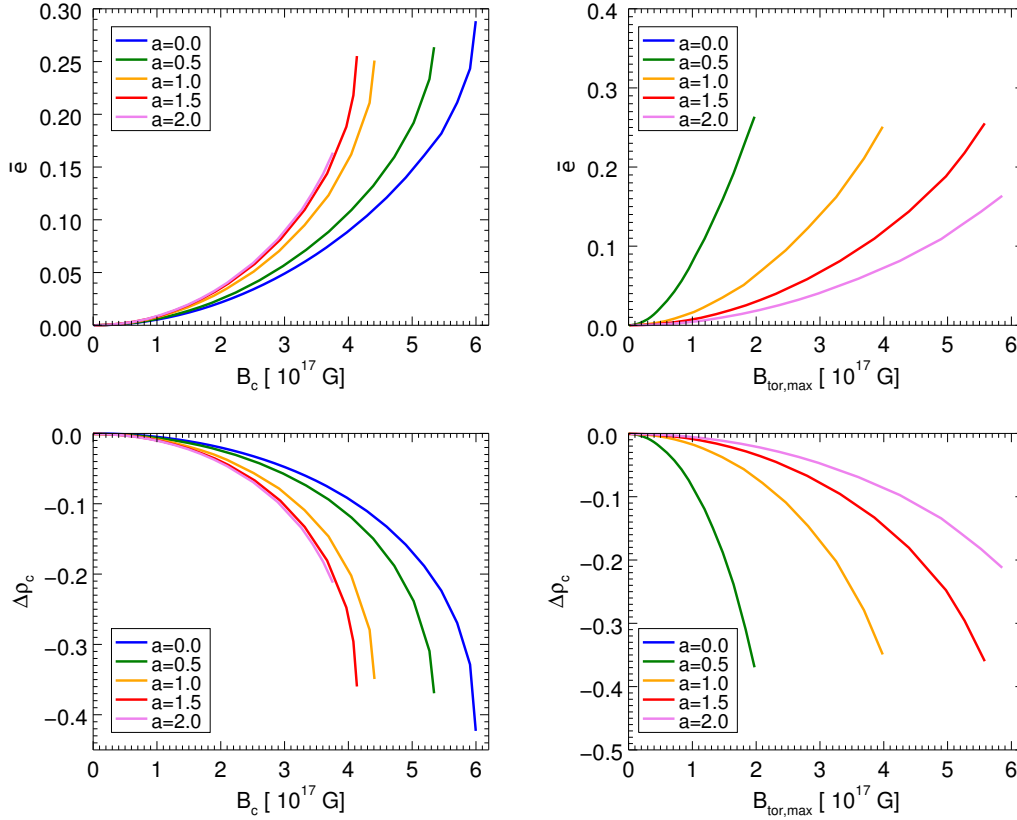 0.30
0.25
0.20
0.15
0.10
0.05
0.00
ē
a=0.0
a=0.5
a=1.0
a=1.5
a=2.0
0 1 2 3 4 5 6
B_c [ 10^17 G]
0.4
0.3
0.2
0.1
0.0
ē
a=0.0
a=0.5
a=1.0
a=1.5
a=2.0
0 1 2 3 4 5 6
B_tor,max [ 10^17 G]
0.0
−0.1
−0.2
−0.3
−0.4
Δρ_c
a=0.0
a=0.5
a=1.0
a=1.5
a=2.0
0 1 2 3 4 5 6
B_c [ 10^17 G]
0.0
−0.1
−0.2
−0.3
−0.4
−0.5
Δρ_c
a=0.0
a=0.5
a=1.0
a=1.5
a=2.0
0 1 2 3 4 5 6
B_tor,max [ 10^17 G]